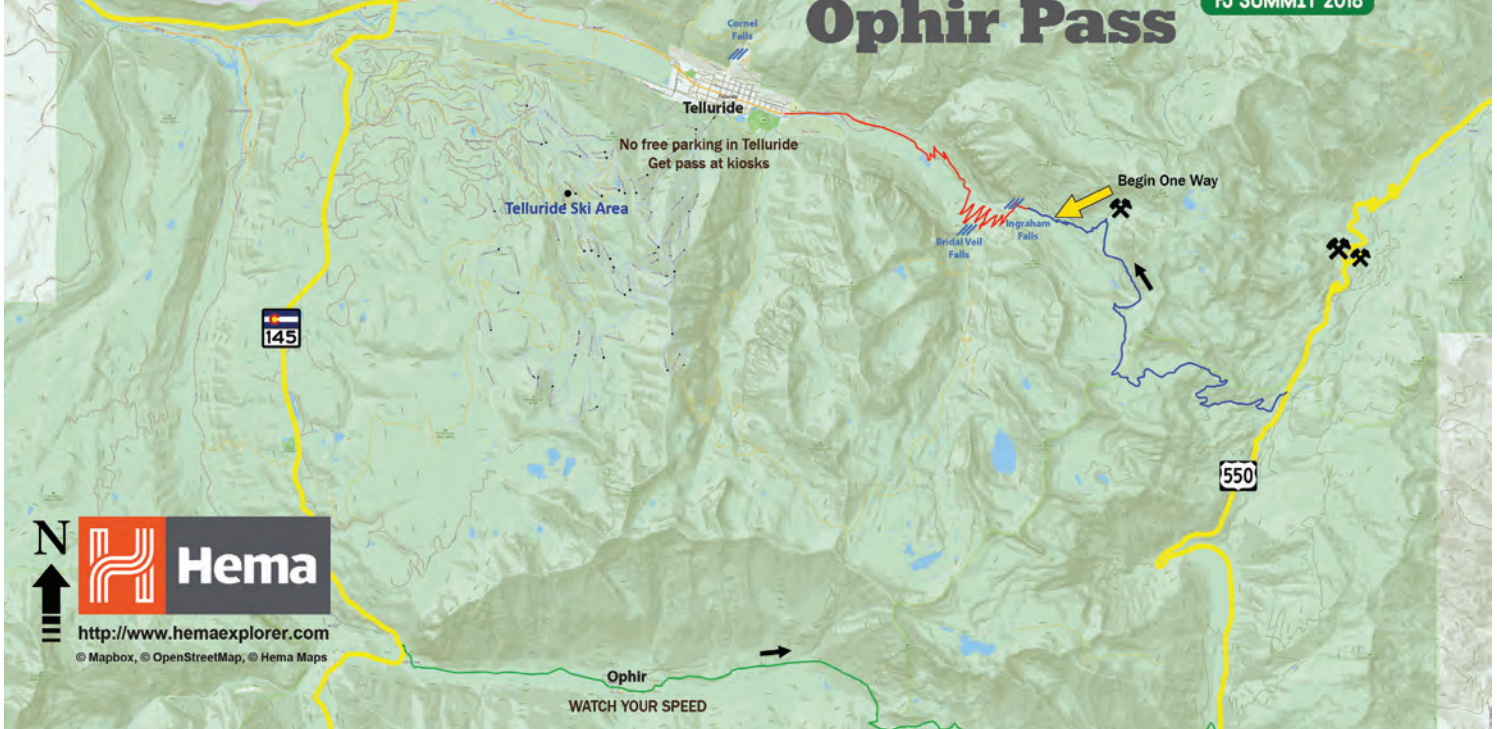 FJ SUMMIT 2018
Ophir Pass
Cornel
Falls
Telluride
No free parking in Telluride
Get pass at kiosks
Begin One Way
Telluride Ski Area
Ingraham
Falls
Bridal Veil
Falls
145
550
N
Hema
http://www.hemaexplorer.com
© Mapbox, © OpenStreetMap, © Hema Maps
Ophir
WATCH YOUR SPEED